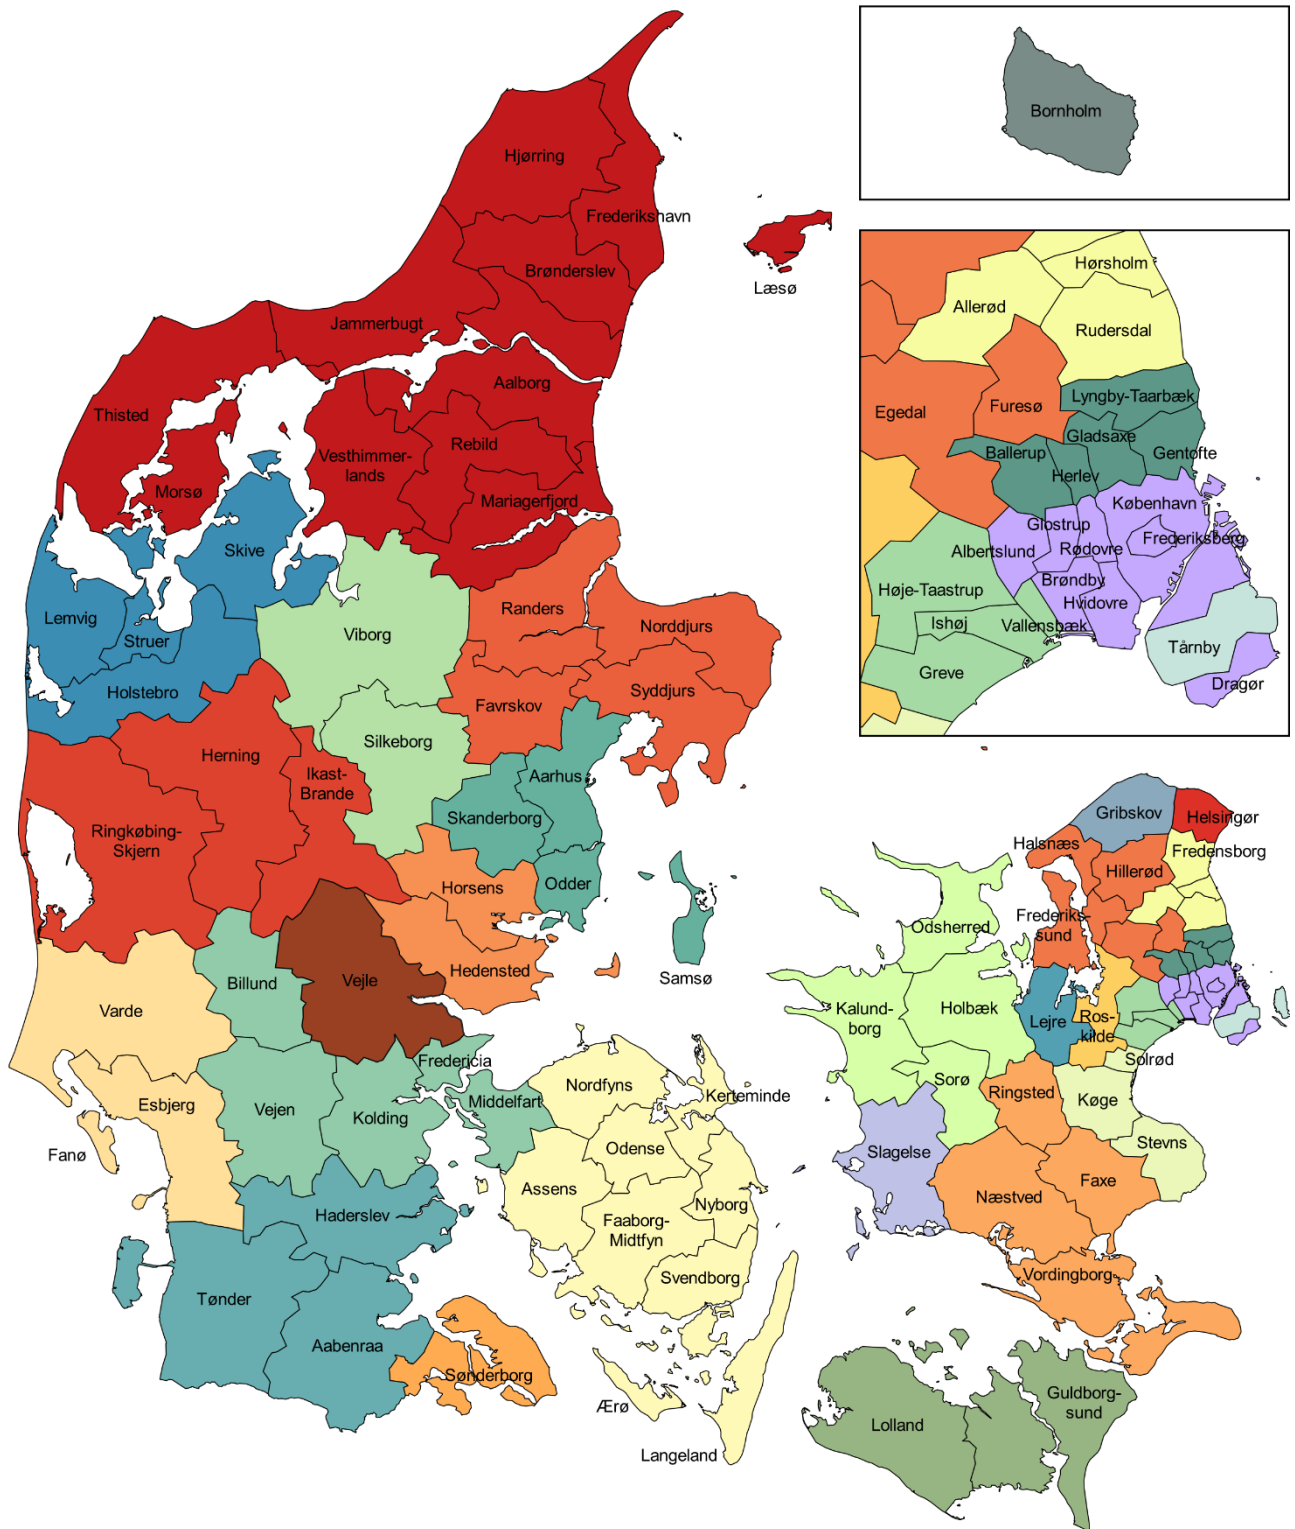 Bornholm
Hjørring
Frederikshavn
Brønderslev
Læsø
Jammerbugt
Aalborg
Thisted
Rebild
Vesthimmer-
lands
Morsø
Mariagerfjord
Skive
Randers
Lemvig
Struer
Viborg
Norddjurs
Holstebro
Favrskov
Syddjurs
Silkeborg
Herning
Ikast-
Brande
Aarhus
Skanderborg
Ringkøbing-
Skjern
Horsens
Odder
Samsø
Hedensted
Billund
Vejle
Varde
Fredericia
Nordfyns
Kerteminde
Middelfart
Esbjerg
Vejen
Kolding
Odense
Fanø
Assens
Nyborg
Faaborg-
Midtfyn
Haderslev
Svendborg
Tønder
Aabenraa
Sønderborg
Ærø
Langeland
Hørsholm
Allerød
Rudersdal
Egedal
Furesø
Lyngby-Taarbæk
Gladsaxe
Ballerup
Gentofte
Herlev
København
Glostrup
Frederiksberg
Albertslund
Rødovre
Brøndby
Høje-Taastrup
Hvidovre
Ishøj
Vallensbæk
Greve
Tårnby
Dragør
Gribskov
Helsingør
Halsnæs
Fredensborg
Hillerød
Frederiks-
sund
Odsherred
Kalund-
borg
Holbæk
Lejre
Ros-
kilde
Solrød
Sorø
Ringsted
Køge
Slagelse
Stevns
Næstved
Faxe
Vordingborg
Guldborg-
sund
Lolland